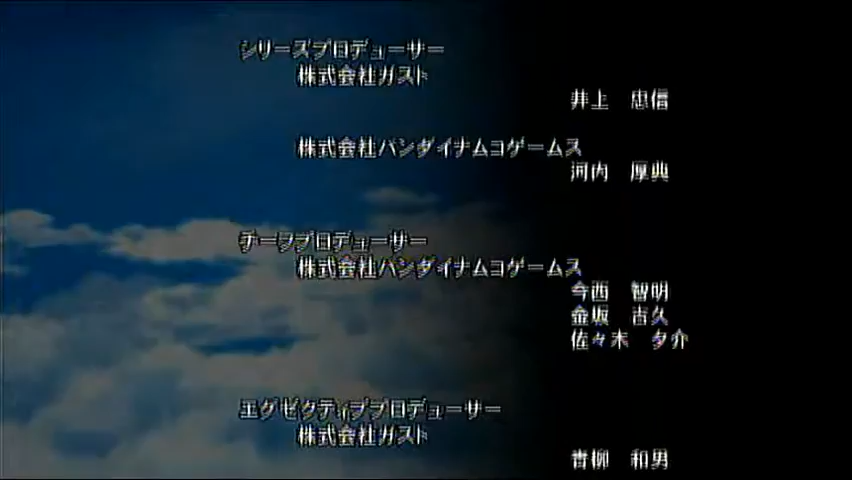 シリーズプロデューサー
株式会社ガスト
井上 忠信
株式会社バンダイナムコゲームス
河内 厚典
チーフプロデューサー
株式会社バンダイナムコゲームス
今西 智明
金坂 吉久
佐々木 夕介
エグゼクティブプロデューサー
株式会社ガスト
青柳 和男